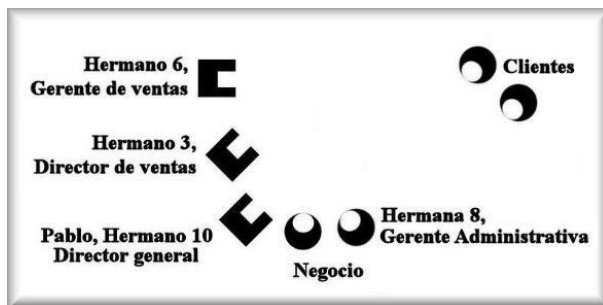 Hermano 6,
Gerente de ventas
Clientes
Hermano 3,
Director de ventas
Pablo, Hermano 10
Director general
Hermana 8,
Gerente Administrativa
Negocio